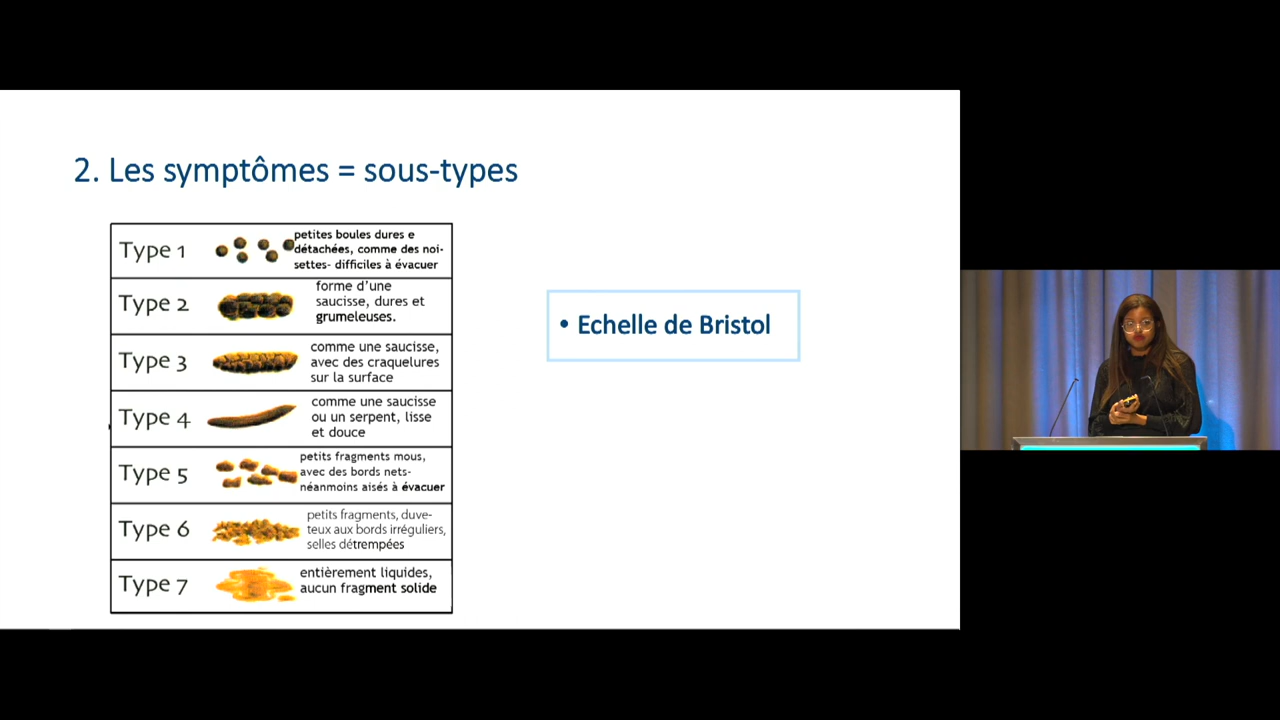 2. Les symptômes = sous-types
Type 1
petites boules dures e
détachées, comme des noi-
settes- difficiles à évacuer
Type 2
forme d'une
saucisse, dures et
grumeleuses.
Type 3
comme une saucisse,
avec des craquelures
sur la surface
Type 4
comme une saucisse
ou un serpent, lisse
et douce
Type 5
petits fragments mous,
avec des bords nets-
néanmoins aisés à évacuer
Type 6
petits fragments, duve-
teux aux bords irréguliers,
selles détrempées
Type 7
entièrement liquides,
aucun fragment solide
• Echelle de Bristol